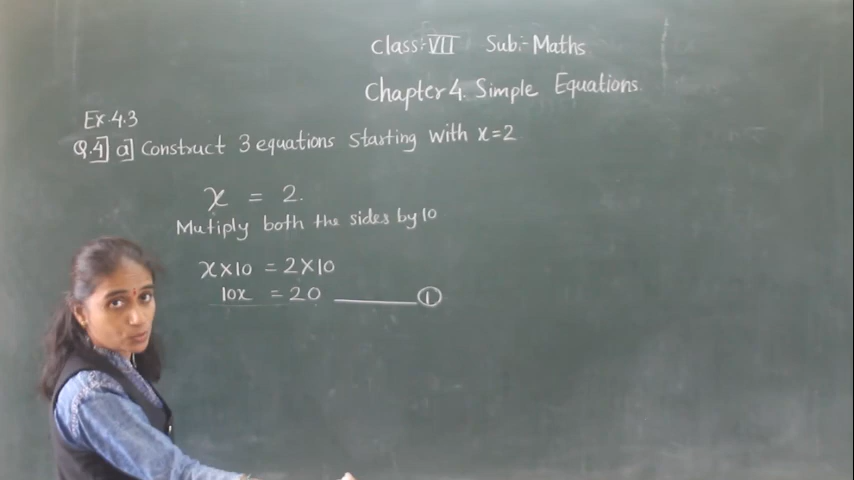 Class:-VII Sub:- Maths
Chapter 4. Simple Equations.
Ex-4.3
Q.4] a] Construct 3 equations starting with x=2
x = 2.
Mutiply both the sides by 10
x×10 = 2×10
10x = 20 ——— ①